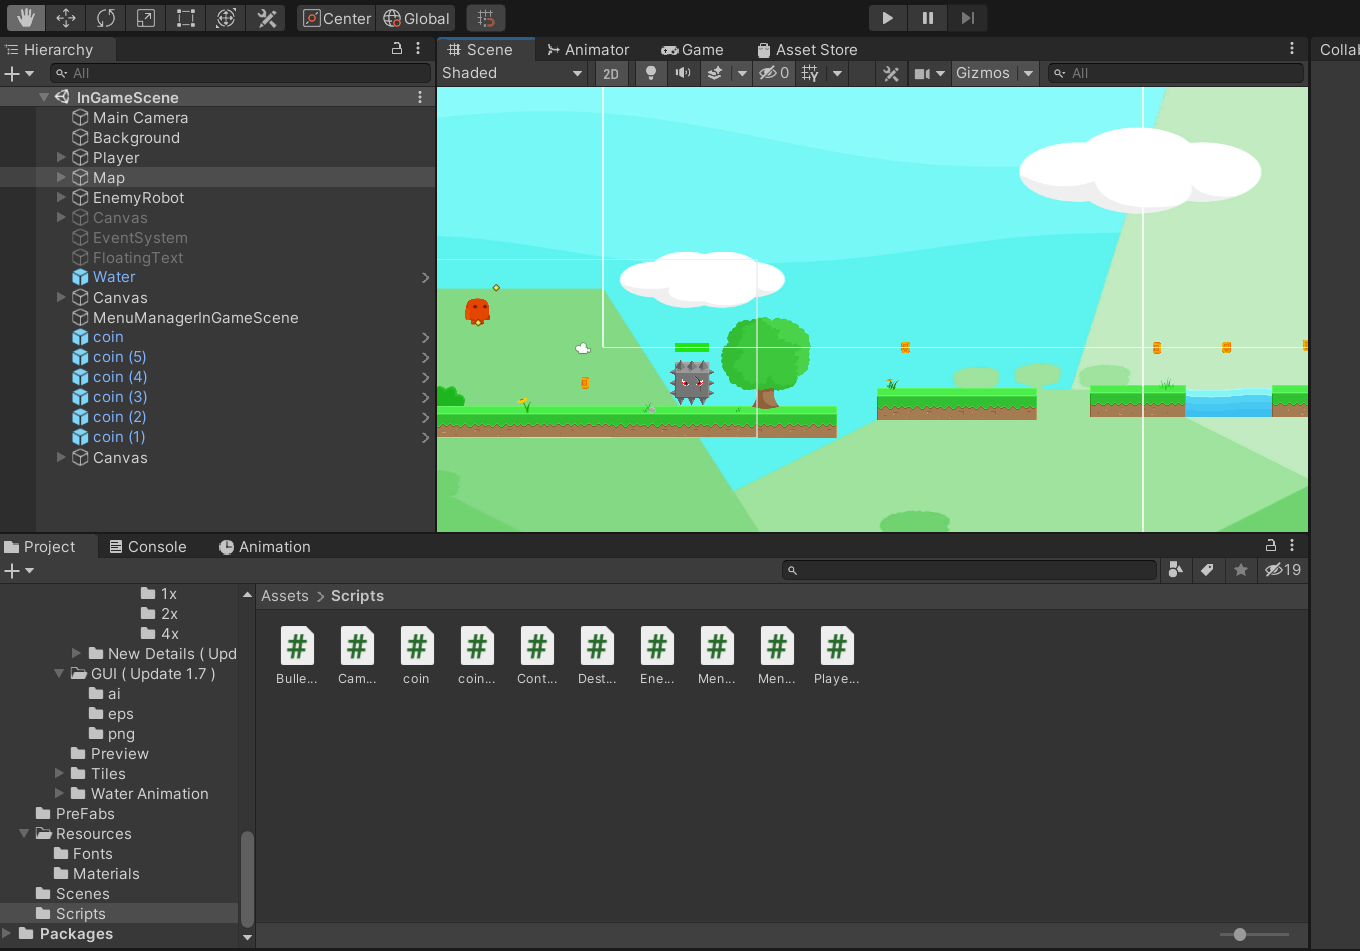 Center Global
Hierarchy
All
InGameScene
Main Camera
Background
Player
Map
EnemyRobot
Canvas
EventSystem
FloatingText
Water
Canvas
MenuManagerInGameScene
coin
coin (5)
coin (4)
coin (3)
coin (2)
coin (1)
Canvas
Scene Animator Game Asset Store
Shaded 2D 0 Gizmos All
Collab
Project Console Animation
19
1x
2x
4x
New Details ( Upd
GUI ( Update 1.7 )
ai
eps
png
Preview
Tiles
Water Animation
PreFabs
Resources
Fonts
Materials
Scenes
Scripts
Packages
Assets > Scripts
Bulle... Cam... coin coin... Cont... Dest... Ene... Men... Men... Playe...